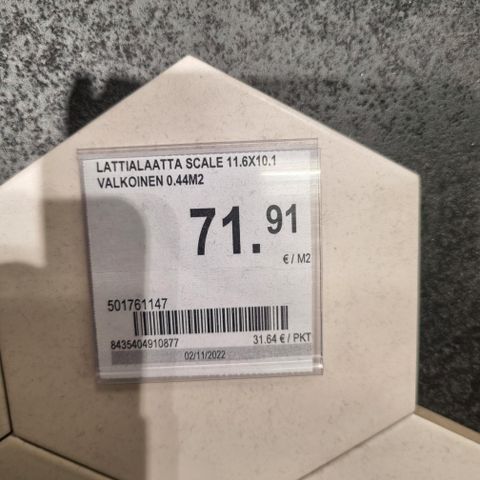 LATTIALAATTA SCALE 11.6X10.1
VALKOINEN 0.44M2
71.91
€ / M2
501761147
8435404910877
31.64 € / PKT
02/11/2022